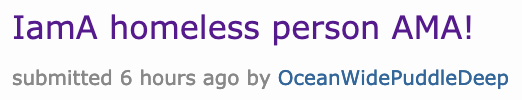 IamA homeless person AMA!
submitted 6 hours ago by OceanWidePuddleDeep